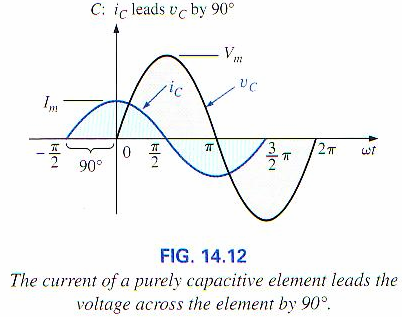 C: iC leads vC by 90°
Vm
Im
iC
vC
-π/2
90°
0
π/2
π
3/2 π
2π
ωt
FIG. 14.12
The current of a purely capacitive element leads the
voltage across the element by 90°.